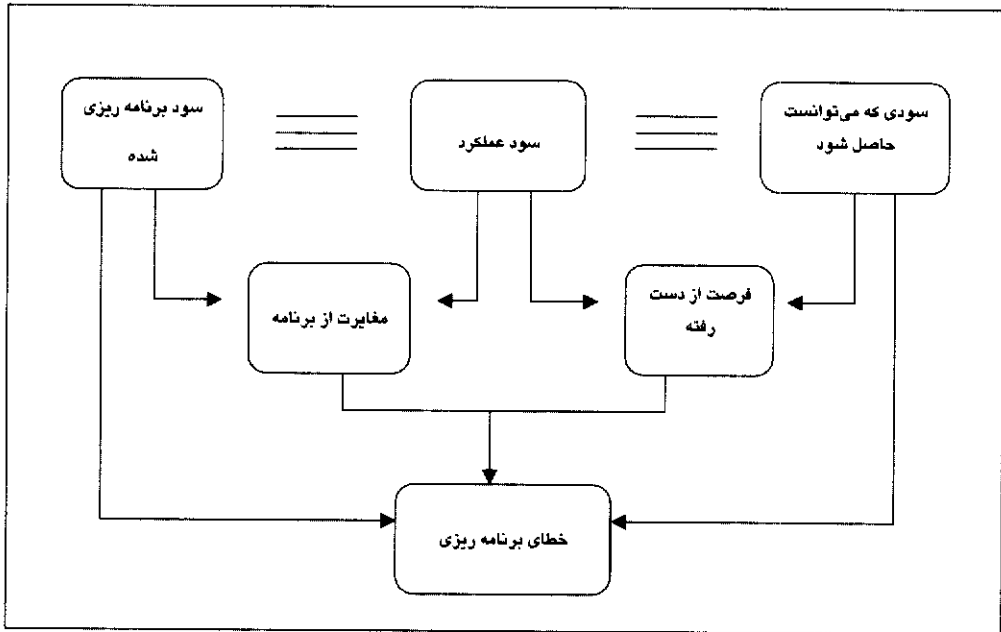 سودی که می‌توانست
حاصل شود
سود عملکرد
سود برنامه ریزی
شده
فرصت از دست
رفته
مغایرت از برنامه
خطای برنامه ریزی